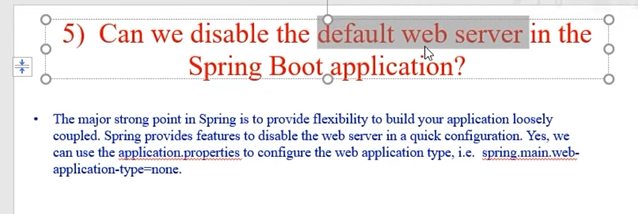 5) Can we disable the default web server in the
Spring Boot application?
• The major strong point in Spring is to provide flexibility to build your application loosely
coupled. Spring provides features to disable the web server in a quick configuration. Yes, we
can use the application.properties to configure the web application type, i.e. spring.main.web-
application-type=none.